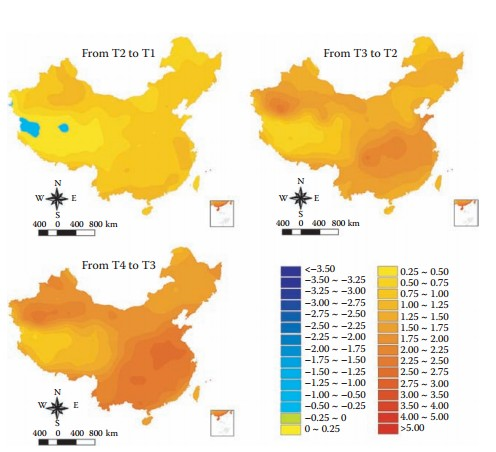 From T2 to T1
From T3 to T2
N
W E
S
400 0 400 800 km
N
W E
S
400 0 400 800 km
From T4 to T3
N
W E
S
400 0 400 800 km
<−3.50
−3.50 ~ −3.25
−3.25 ~ −3.00
−3.00 ~ −2.75
−2.75 ~ −2.50
−2.50 ~ −2.25
−2.25 ~ −2.00
−2.00 ~ −1.75
−1.75 ~ −1.50
−1.50 ~ −1.25
−1.25 ~ −1.00
−1.00 ~ −0.50
−0.50 ~ −0.25
−0.25 ~ 0
0 ~ 0.25
0.25 ~ 0.50
0.50 ~ 0.75
0.75 ~ 1.00
1.00 ~ 1.25
1.25 ~ 1.50
1.50 ~ 1.75
1.75 ~ 2.00
2.00 ~ 2.25
2.25 ~ 2.50
2.50 ~ 2.75
2.75 ~ 3.00
3.00 ~ 3.50
3.50 ~ 4.00
4.00 ~ 5.00
>5.00